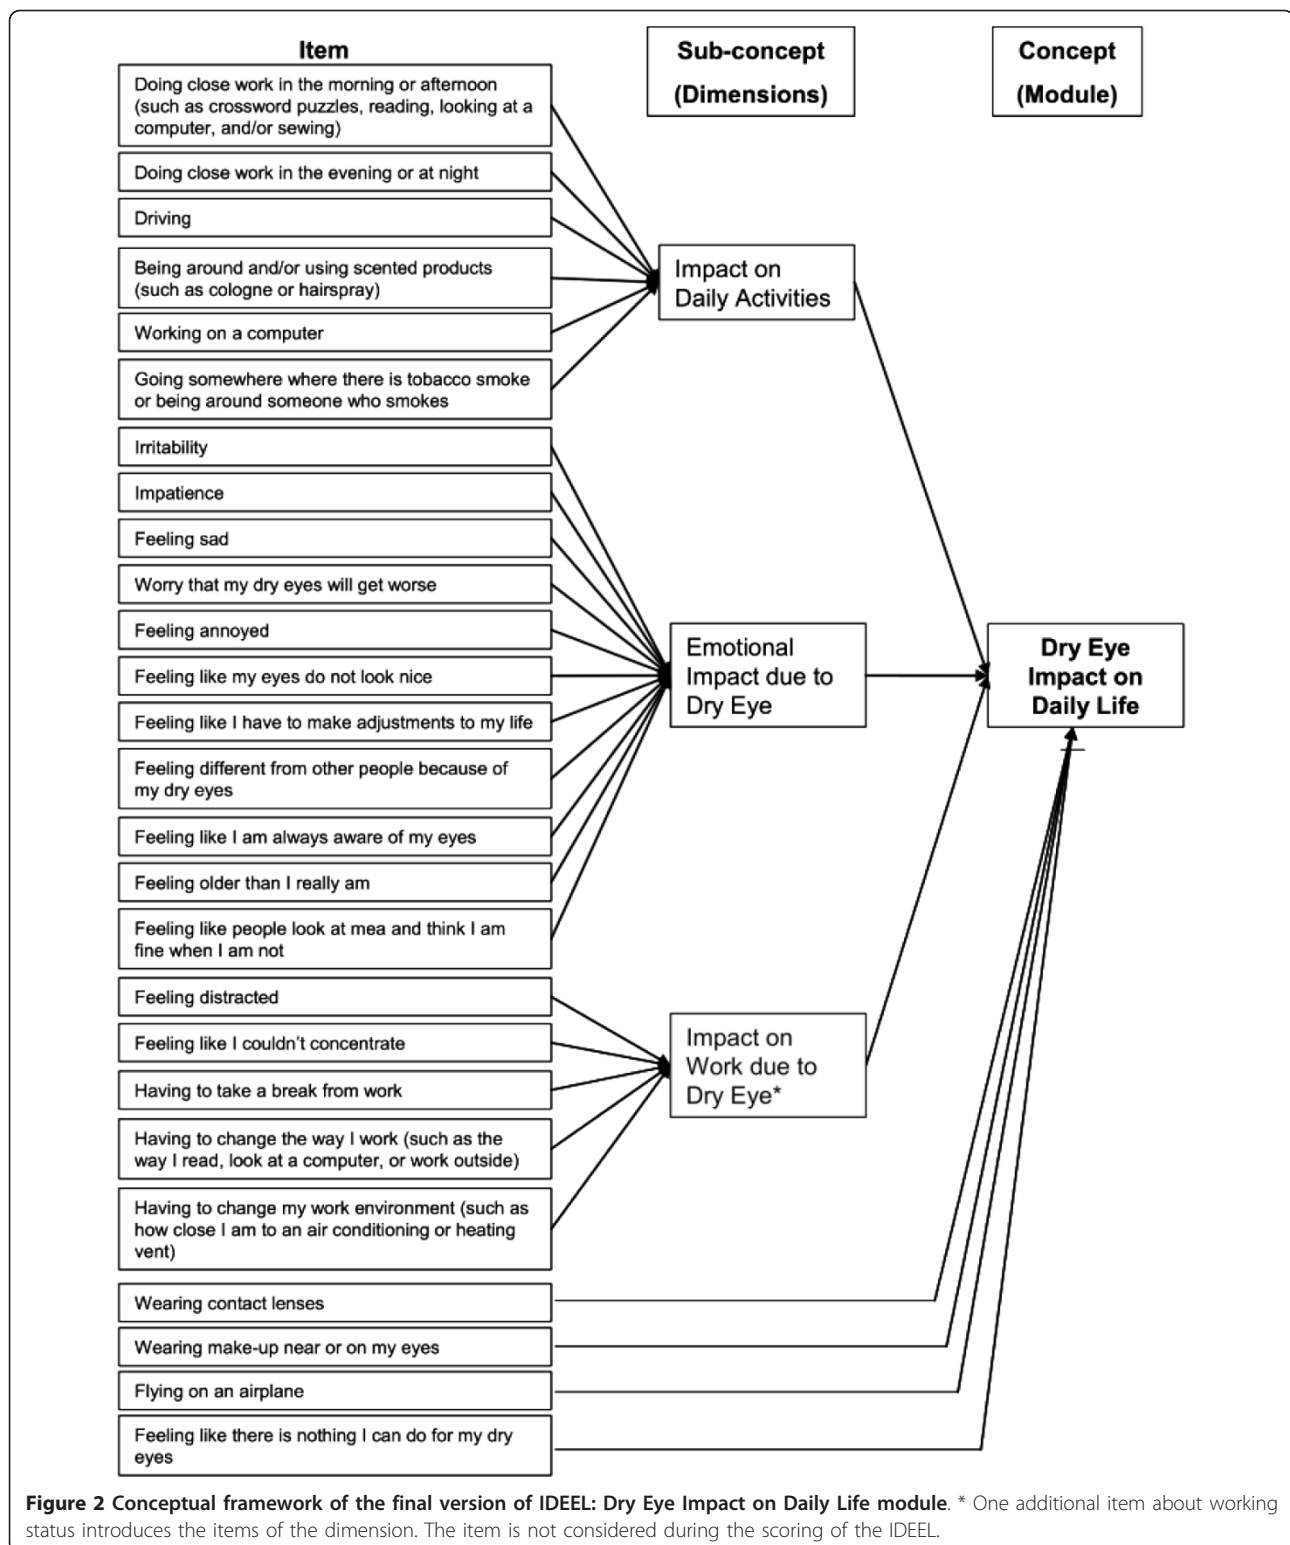 Item
Sub-concept
(Dimensions)
Concept
(Module)
Doing close work in the morning or afternoon
(such as crossword puzzles, reading, looking at a
computer, and/or sewing)
Doing close work in the evening or at night
Driving
Being around and/or using scented products
(such as cologne or hairspray)
Working on a computer
Going somewhere where there is tobacco smoke
or being around someone who smokes
Impact on
Daily Activities
Irritability
Impatience
Feeling sad
Worry that my dry eyes will get worse
Feeling annoyed
Feeling like my eyes do not look nice
Feeling like I have to make adjustments to my life
Feeling different from other people because of
my dry eyes
Feeling like I am always aware of my eyes
Feeling older than I really am
Feeling like people look at mea and think I am
fine when I am not
Emotional
Impact due to
Dry Eye
Dry Eye
Impact on
Daily Life
Feeling distracted
Feeling like I couldn't concentrate
Having to take a break from work
Having to change the way I work (such as the
way I read, look at a computer, or work outside)
Having to change my work environment (such as
how close I am to an air conditioning or heating
vent)
Impact on
Work due to
Dry Eye*
Wearing contact lenses
Wearing make-up near or on my eyes
Flying on an airplane
Feeling like there is nothing I can do for my dry
eyes
Figure 2 Conceptual framework of the final version of IDEEL: Dry Eye Impact on Daily Life module. * One additional item about working
status introduces the items of the dimension. The item is not considered during the scoring of the IDEEL.